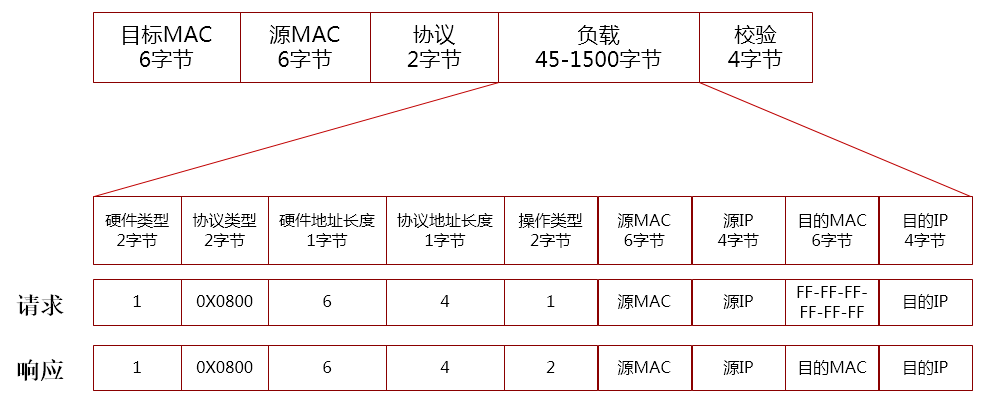 目标MAC
6字节
源MAC
6字节
协议
2字节
负载
45-1500字节
校验
4字节
硬件类型
2字节
协议类型
2字节
硬件地址长度
1字节
协议地址长度
1字节
操作类型
2字节
源MAC
6字节
源IP
4字节
目的MAC
6字节
目的IP
4字节
请求
1
0X0800
6
4
1
源MAC
源IP
FF-FF-FF-
FF-FF-FF
目的IP
响应
1
0X0800
6
4
2
源MAC
源IP
目的MAC
目的IP